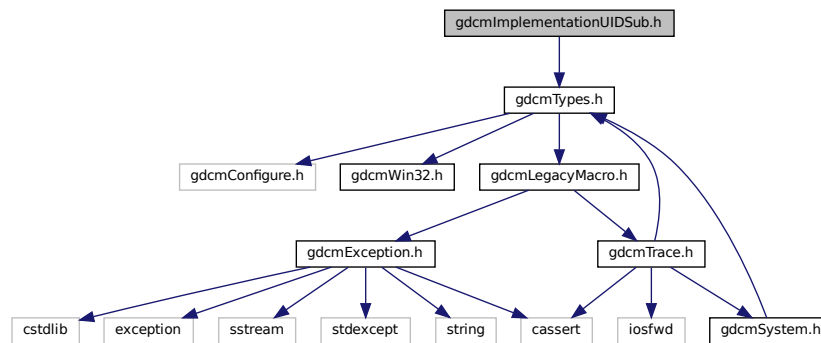 gdcmImplementationUIDSub.h
gdcmTypes.h
gdcmConfigure.h
gdcmWin32.h
gdcmLegacyMacro.h
gdcmException.h
gdcmTrace.h
cstdlib
exception
sstream
stdexcept
string
cassert
iosfwd
gdcmSystem.h